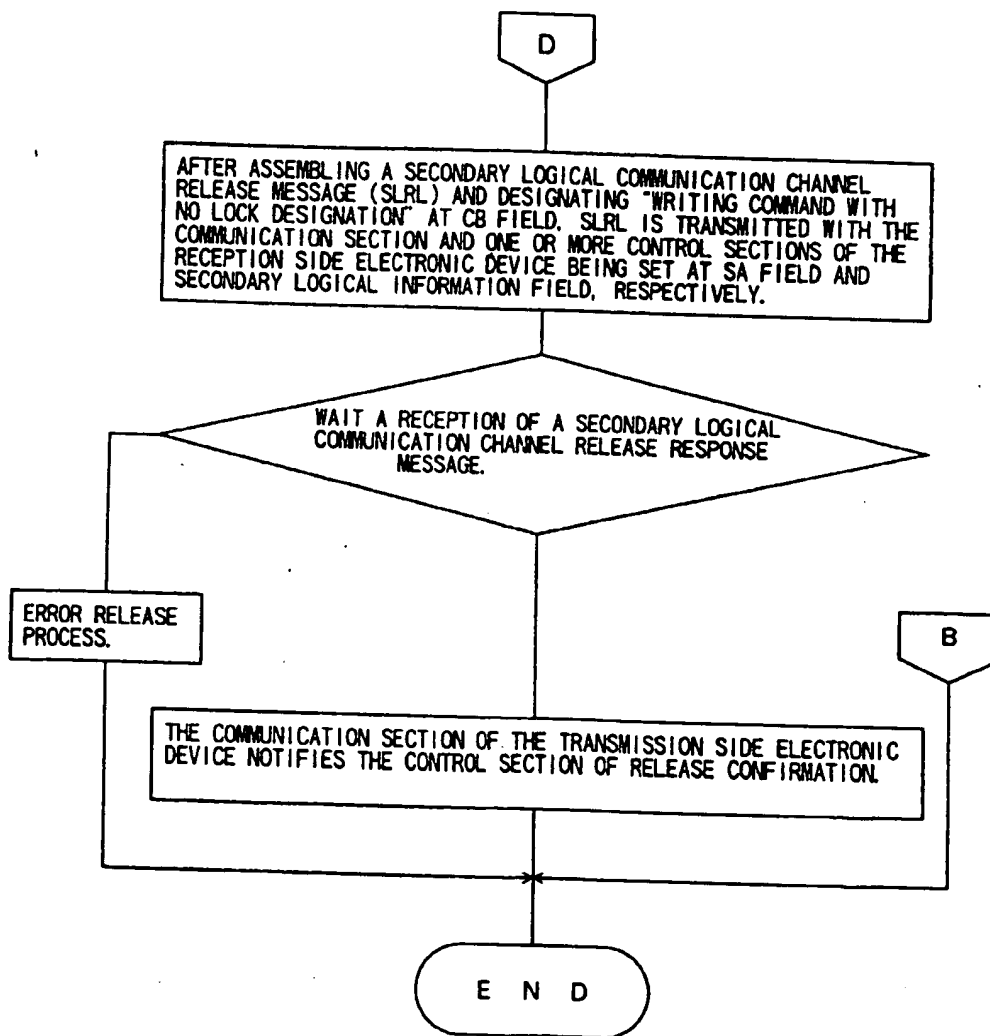 D
AFTER ASSEMBLING A SECONDARY LOGICAL COMMUNICATION CHANNEL
RELEASE MESSAGE (SLRL) AND DESIGNATING "WRITING COMMAND WITH
NO LOCK DESIGNATION" AT CB FIELD, SLRL IS TRANSMITTED WITH THE
COMMUNICATION SECTION AND ONE OR MORE CONTROL SECTIONS OF THE
RECEPTION SIDE ELECTRONIC DEVICE BEING SET AT SA FIELD AND
SECONDARY LOGICAL INFORMATION FIELD, RESPECTIVELY.
WAIT A RECEPTION OF A SECONDARY LOGICAL
COMMUNICATION CHANNEL RELEASE RESPONSE
MESSAGE.
ERROR RELEASE
PROCESS.
B
THE COMMUNICATION SECTION OF THE TRANSMISSION SIDE ELECTRONIC
DEVICE NOTIFIES THE CONTROL SECTION OF RELEASE CONFIRMATION.
E N D